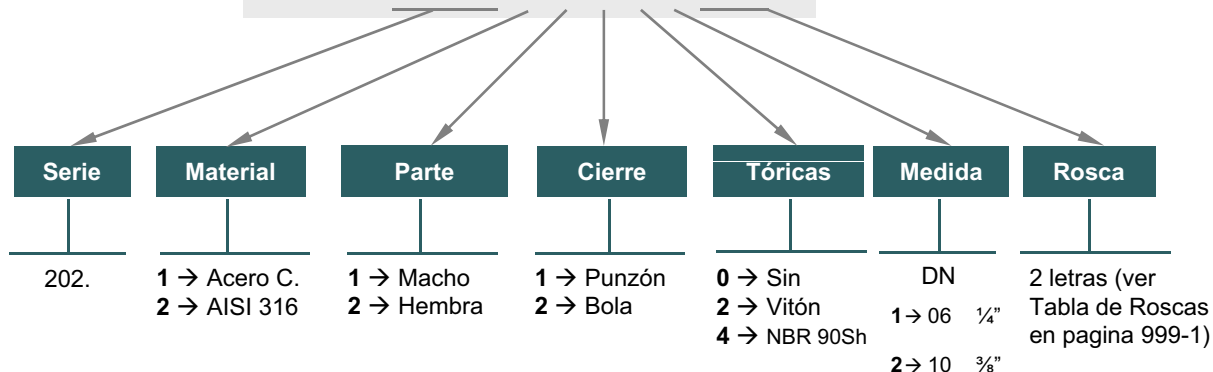 Serie Material Parte Cierre Tóricas Medida Rosca
202.
1 → Acero C.
2 → AISI 316
1 → Macho
2 → Hembra
1 → Punzón
2 → Bola
0 → Sin
2 → Vitón
4 → NBR 90Sh
DN
1 → 06 ¼”
2 → 10 ⅜”
2 letras (ver
Tabla de Roscas
en pagina 999-1)